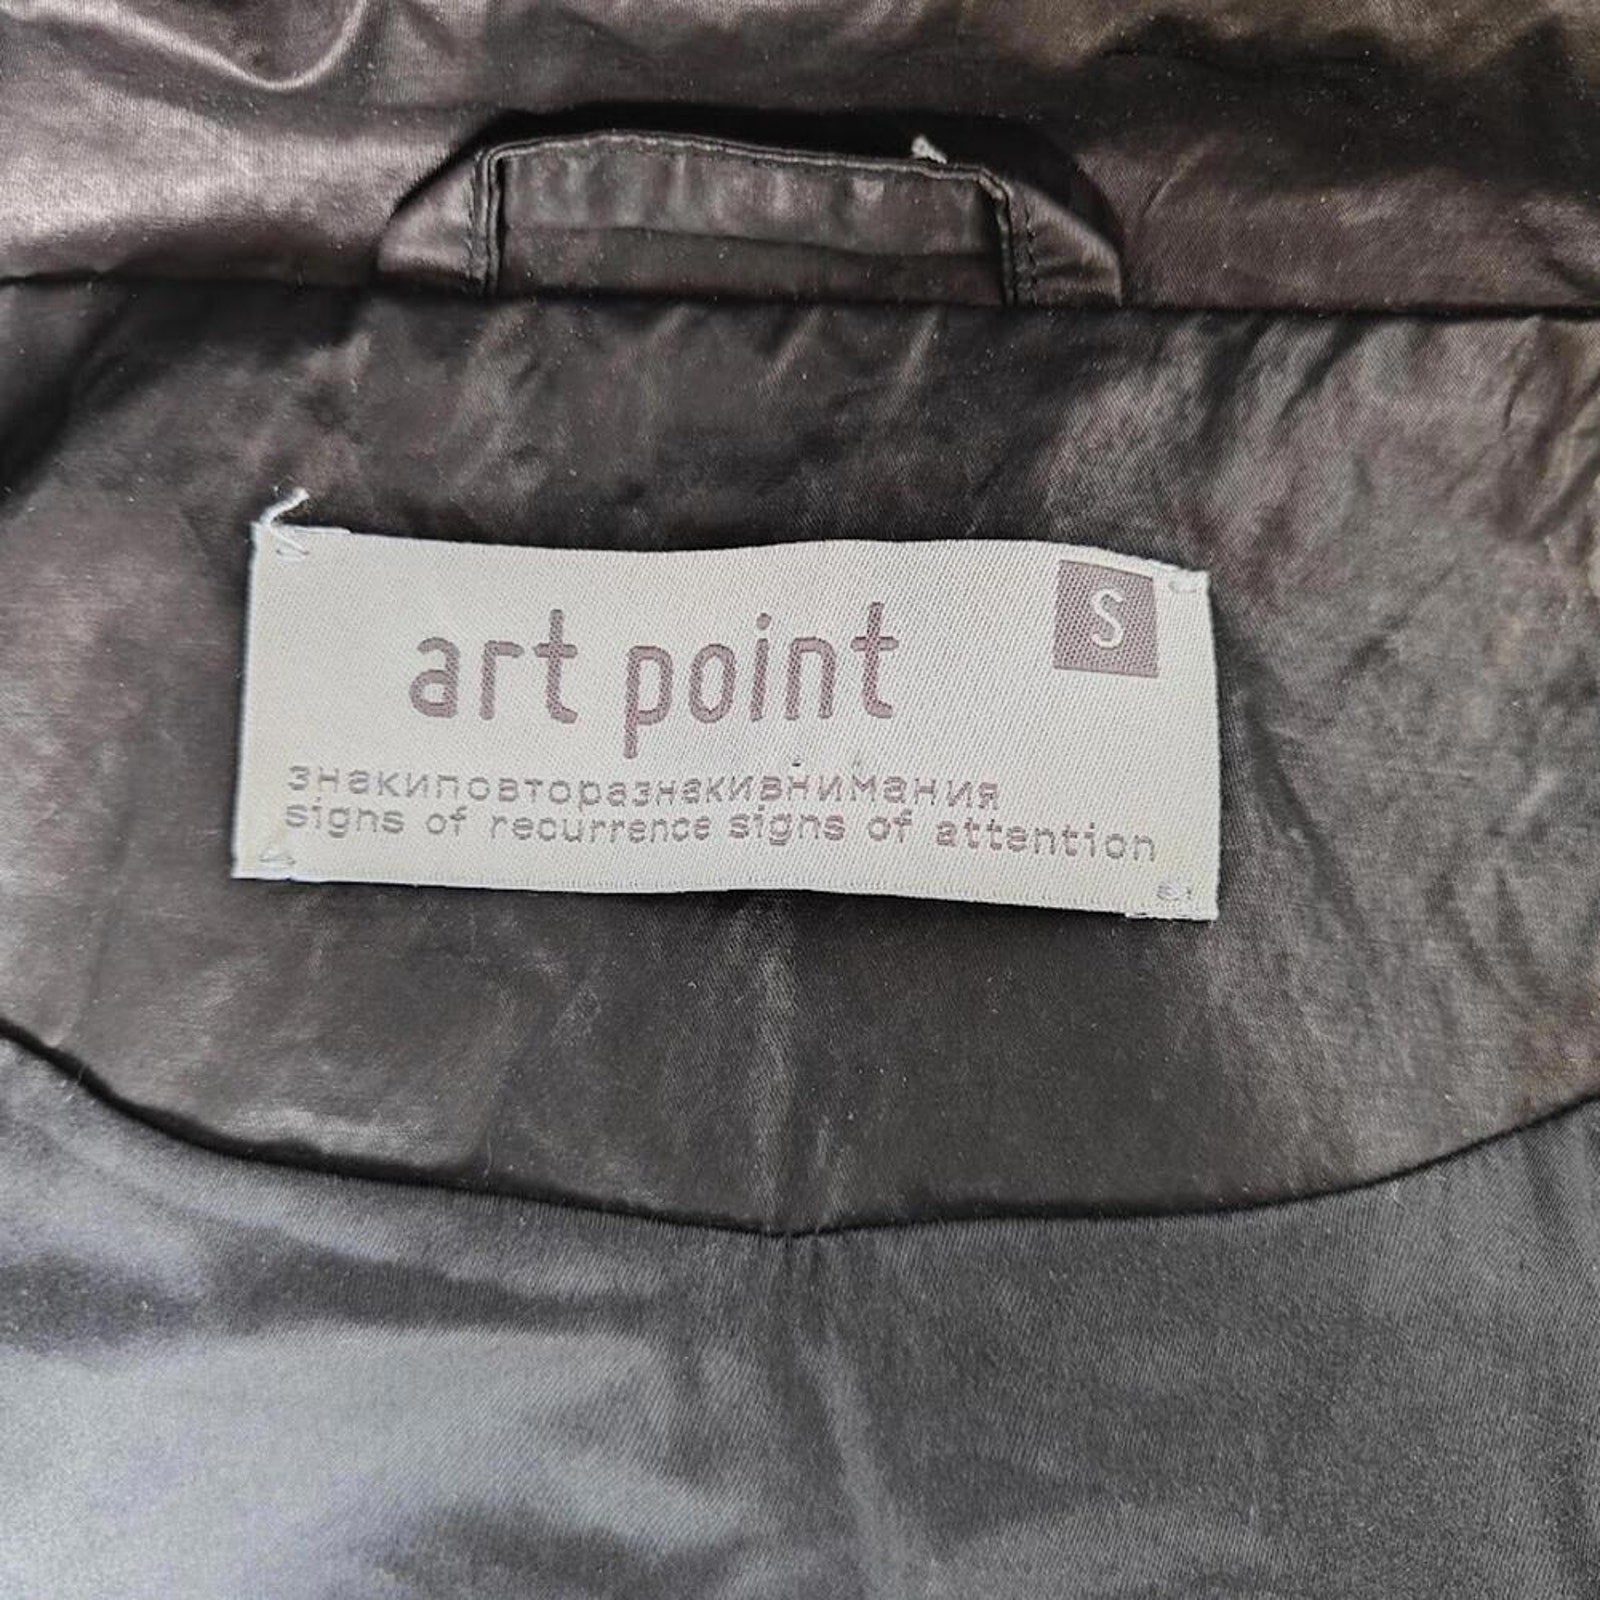 art point
S
знакиповторазнакивнимания
signs of recurrence signs of attention